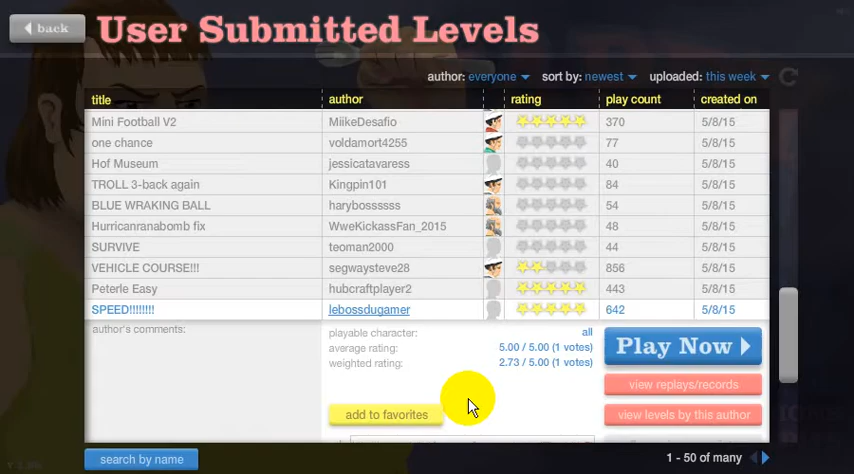 back
User Submitted Levels
author: everyone sort by: newest uploaded: this week
title author rating play count created on
Mini Football V2 MiikeDesafio 370 5/8/15
one chance voldamort4255 77 5/8/15
Hof Museum jessicatavaress 40 5/8/15
TROLL 3-back again Kingpin101 84 5/8/15
BLUE WRAKING BALL harybossssss 54 5/8/15
Hurricanranabomb fix WweKickassFan_2015 48 5/8/15
SURVIVE teoman2000 44 5/8/15
VEHICLE COURSE!!! segwaysteve28 856 5/8/15
Peterle Easy hubcraftplayer2 443 5/8/15
SPEED!!!!!!!! lebossdugamer 642 5/8/15
author's comments:
playable character: all
average rating: 5.00 / 5.00 (1 votes)
weighted rating: 2.73 / 5.00 (1 votes)
Play Now
view replays/records
add to favorites
view levels by this author
search by name
1 - 50 of many